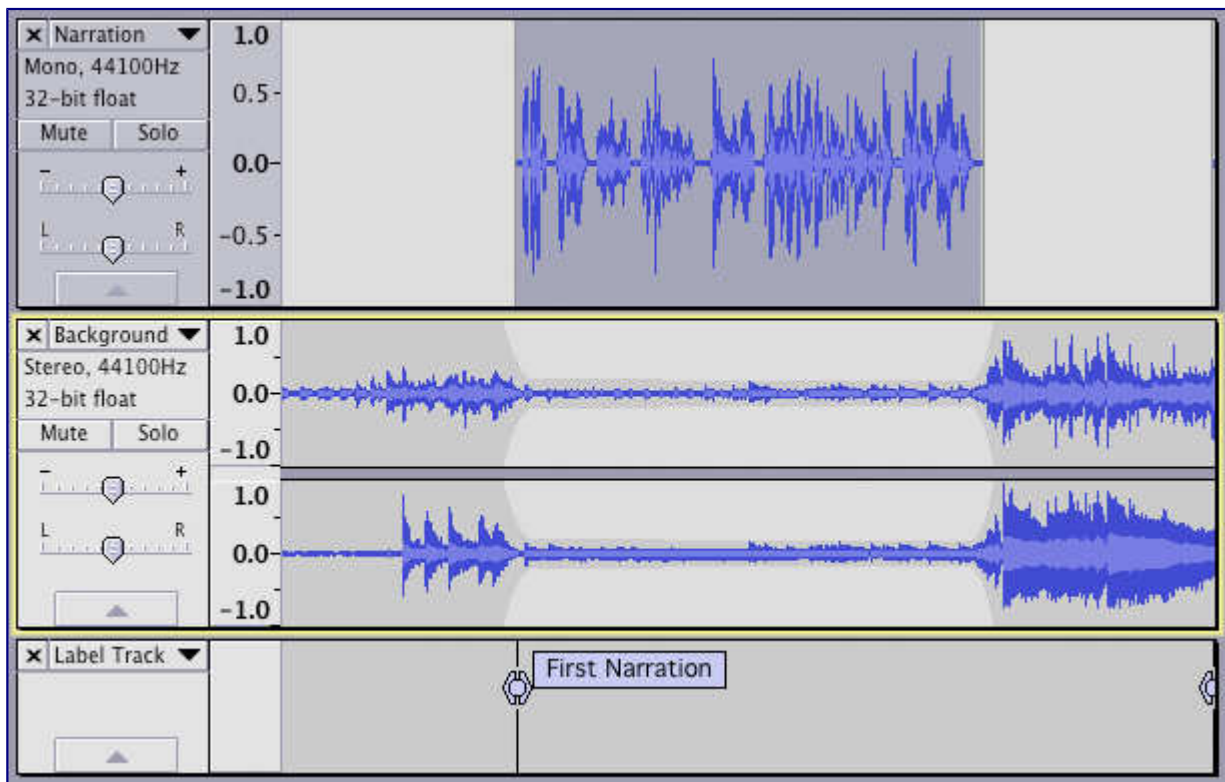 × Narration ▼
Mono, 44100Hz
32-bit float
Mute Solo
- +
L R
1.0
0.5-
0.0-
-0.5-
-1.0
× Background ▼
Stereo, 44100Hz
32-bit float
Mute Solo
- +
L R
1.0
0.0-
-1.0
1.0
0.0-
-1.0
× Label Track ▼
First Narration